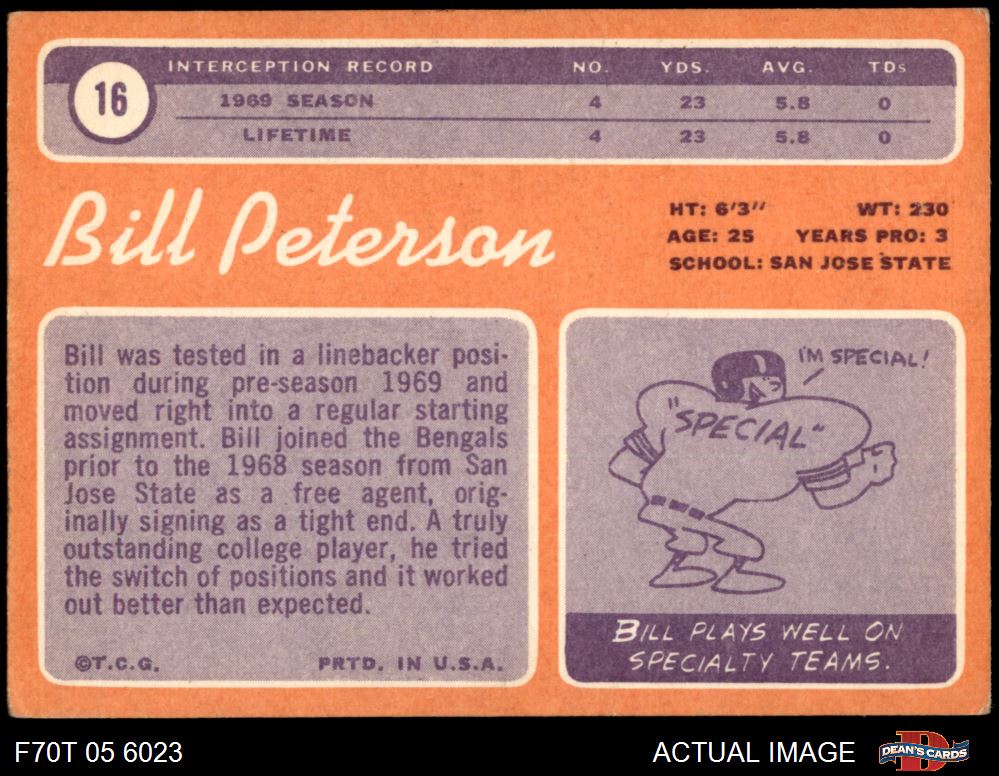 16
INTERCEPTION RECORD NO. YDS. AVG. TDs
1969 SEASON 4 23 5.8 0
LIFETIME 4 23 5.8 0
Bill Peterson
HT: 6'3" WT: 230
AGE: 25 YEARS PRO: 3
SCHOOL: SAN JOSE STATE
Bill was tested in a linebacker posi-
tion during pre-season 1969 and
moved right into a regular starting
assignment. Bill joined the Bengals
prior to the 1968 season from San
Jose State as a free agent, orig-
inally signing as a tight end. A truly
outstanding college player, he tried
the switch of positions and it worked
out better than expected.
©T.C.G. PRTD. IN U.S.A.
I'M SPECIAL!
"SPECIAL"
BILL PLAYS WELL ON
SPECIALTY TEAMS.
F70T 05 6023 ACTUAL IMAGE
D
DEAN'S CARDS